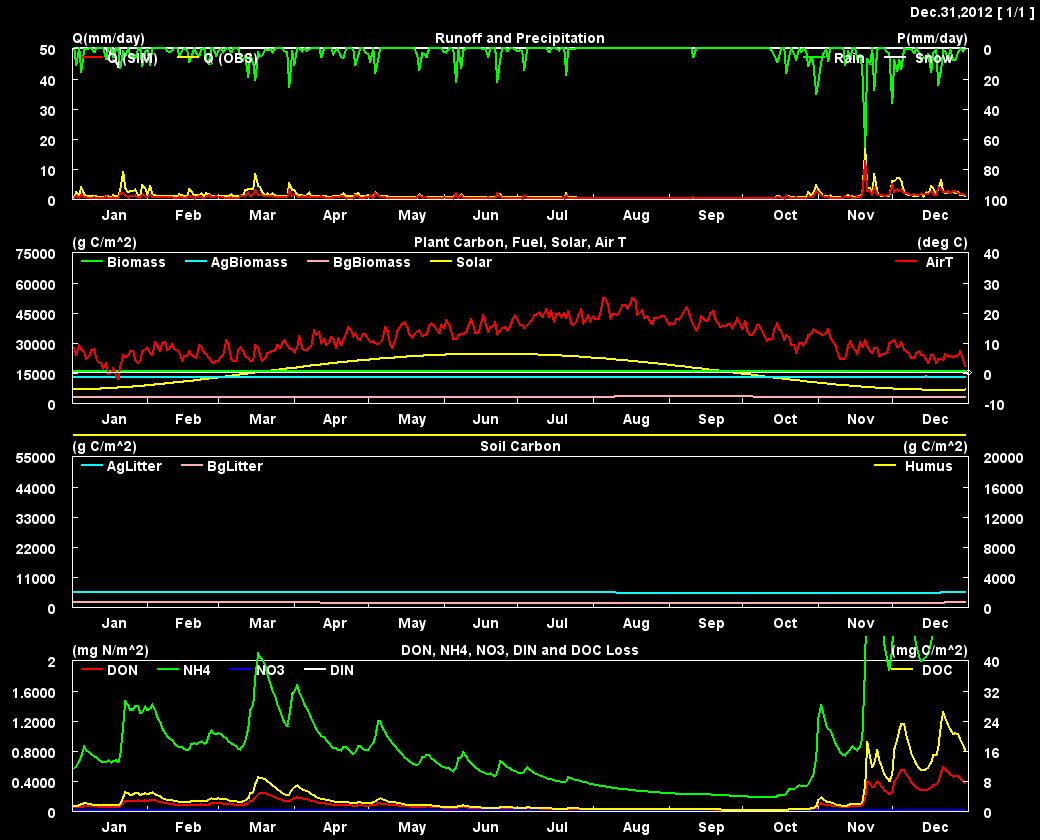 Dec.31,2012 [ 1/1 ]
Q(mm/day) Runoff and Precipitation P(mm/day)
50 0
Q (SIM) Q (OBS) Rain Snow
40 20
30 40
20 60
10 80
0 100
Jan Feb Mar Apr May Jun Jul Aug Sep Oct Nov Dec
(g C/m^2) Plant Carbon, Fuel, Solar, Air T (deg C)
75000 40
Biomass AgBiomass BgBiomass Solar AirT
60000 30
45000 20
30000 10
15000 0
0 -10
Jan Feb Mar Apr May Jun Jul Aug Sep Oct Nov Dec
(g C/m^2) Soil Carbon (g C/m^2)
55000 20000
AgLitter BgLitter Humus
44000 16000
33000 12000
22000 8000
11000 4000
0 0
Jan Feb Mar Apr May Jun Jul Aug Sep Oct Nov Dec
(mg N/m^2) DON, NH4, NO3, DIN and DOC Loss (mg C/m^2)
2 40
DON NH4 NO3 DIN DOC
1.6000 32
1.2000 24
0.8000 16
0.4000 8
0 0
Jan Feb Mar Apr May Jun Jul Aug Sep Oct Nov Dec